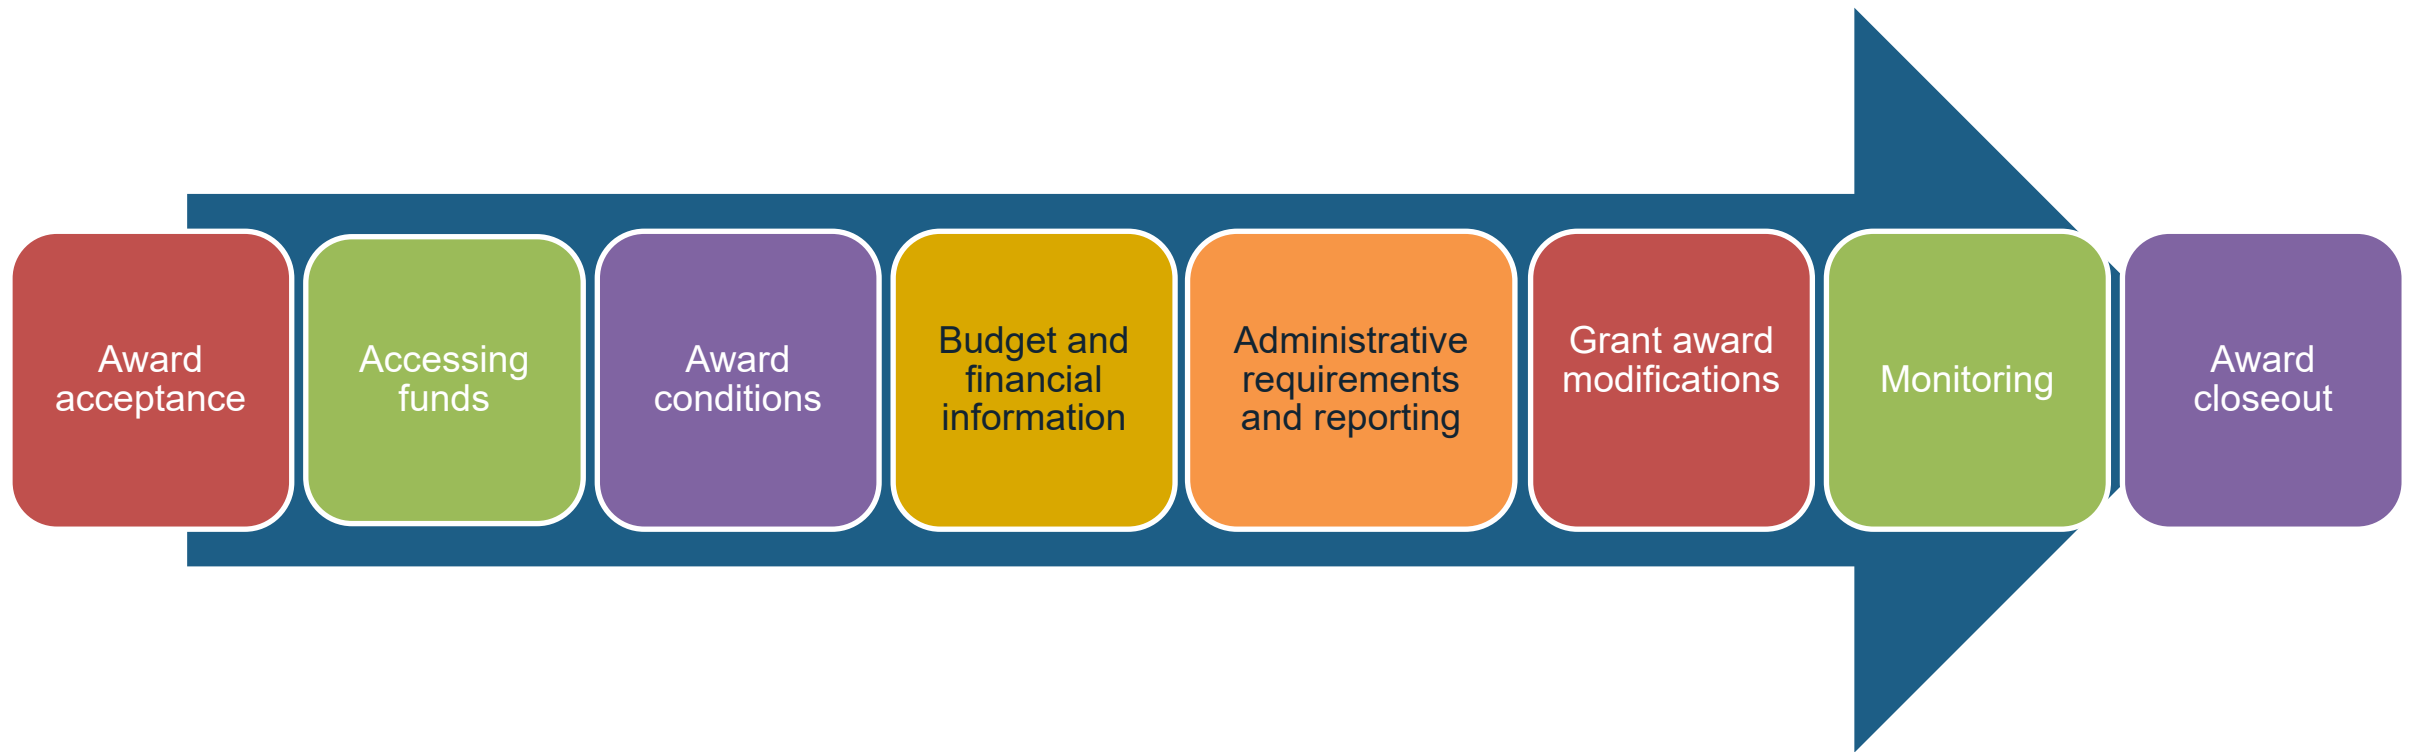 Award
acceptance
Accessing
funds
Award
conditions
Budget and
financial
information
Administrative
requirements
and reporting
Grant award
modifications
Monitoring
Award
closeout